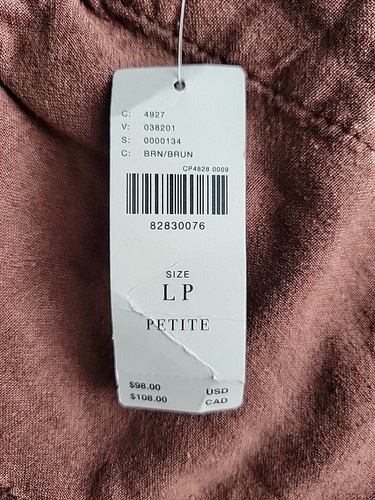 C: 4927
V: 038201
S: 0000134
C: BRN/BRUN
CP4828 0009
82830076
SIZE
LP
PETITE
$98.00 USD
$108.00 CAD